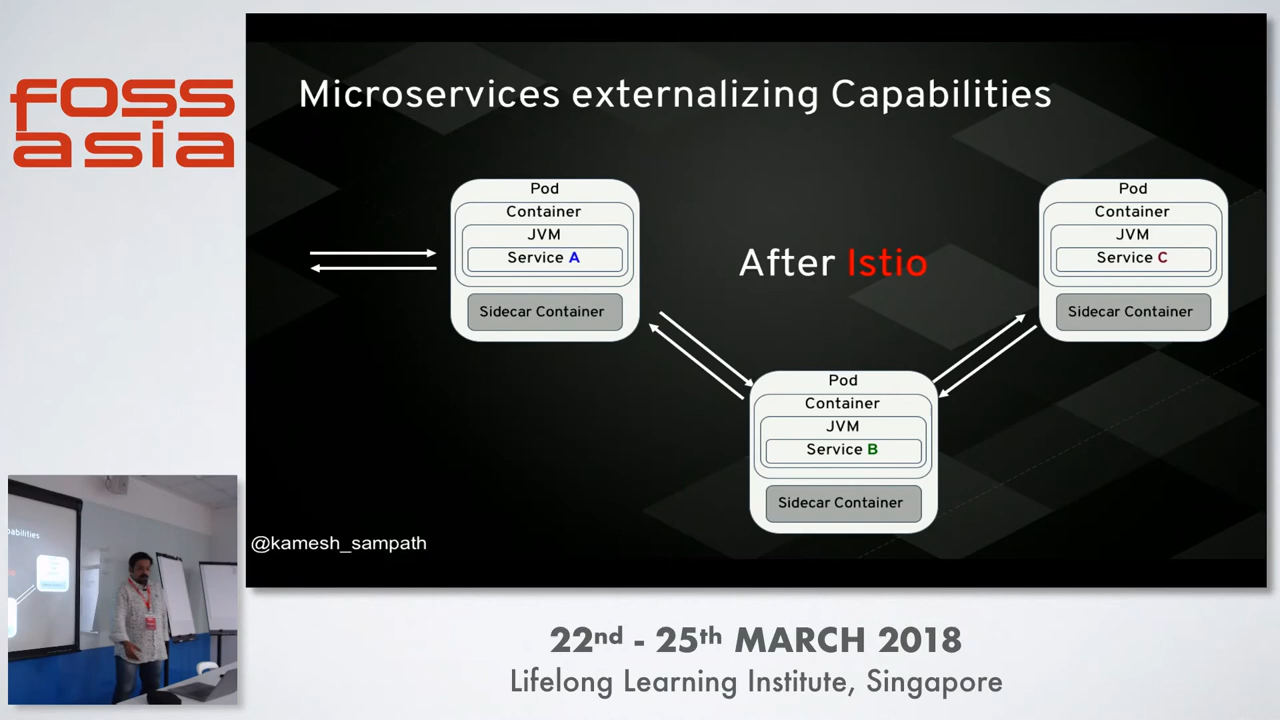 foss
asia
Microservices externalizing Capabilities
Pod
Container
JVM
Service A
Sidecar Container
After Istio
Pod
Container
JVM
Service C
Sidecar Container
Pod
Container
JVM
Service B
Sidecar Container
@kamesh_sampath
22nd - 25th MARCH 2018
Lifelong Learning Institute, Singapore